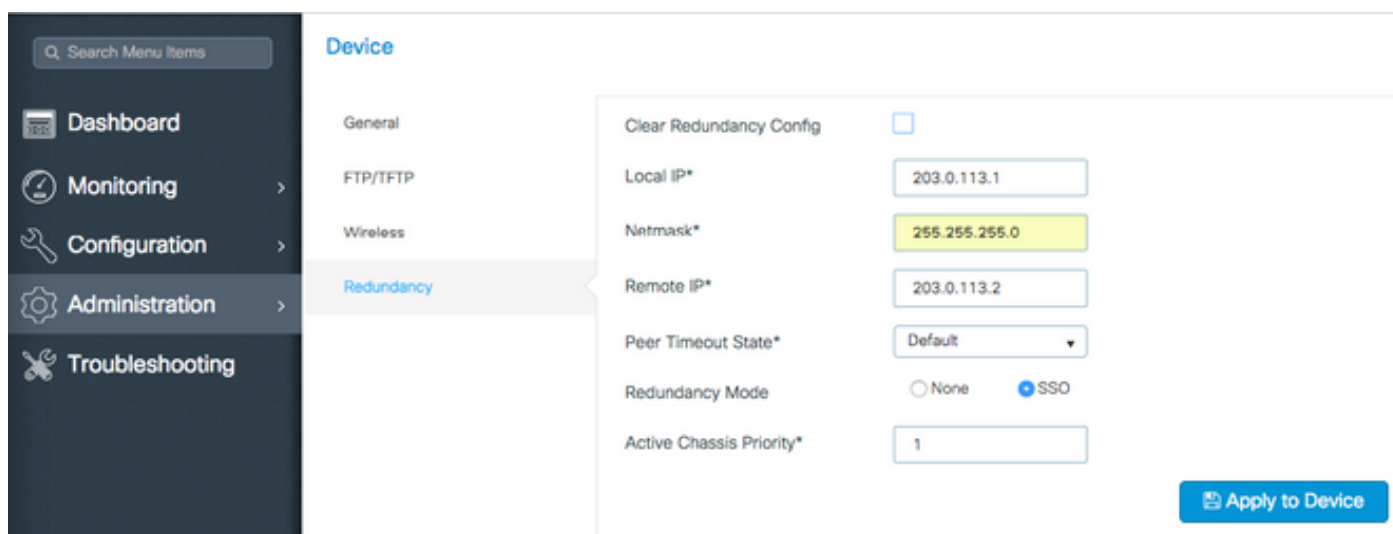 Search Menu Items
Dashboard
Monitoring
Configuration
Administration
Troubleshooting
Device
General
FTP/TFTP
Wireless
Redundancy
Clear Redundancy Config
Local IP* 203.0.113.1
Netmask* 255.255.255.0
Remote IP* 203.0.113.2
Peer Timeout State* Default
Redundancy Mode None SSO
Active Chassis Priority* 1
Apply to Device